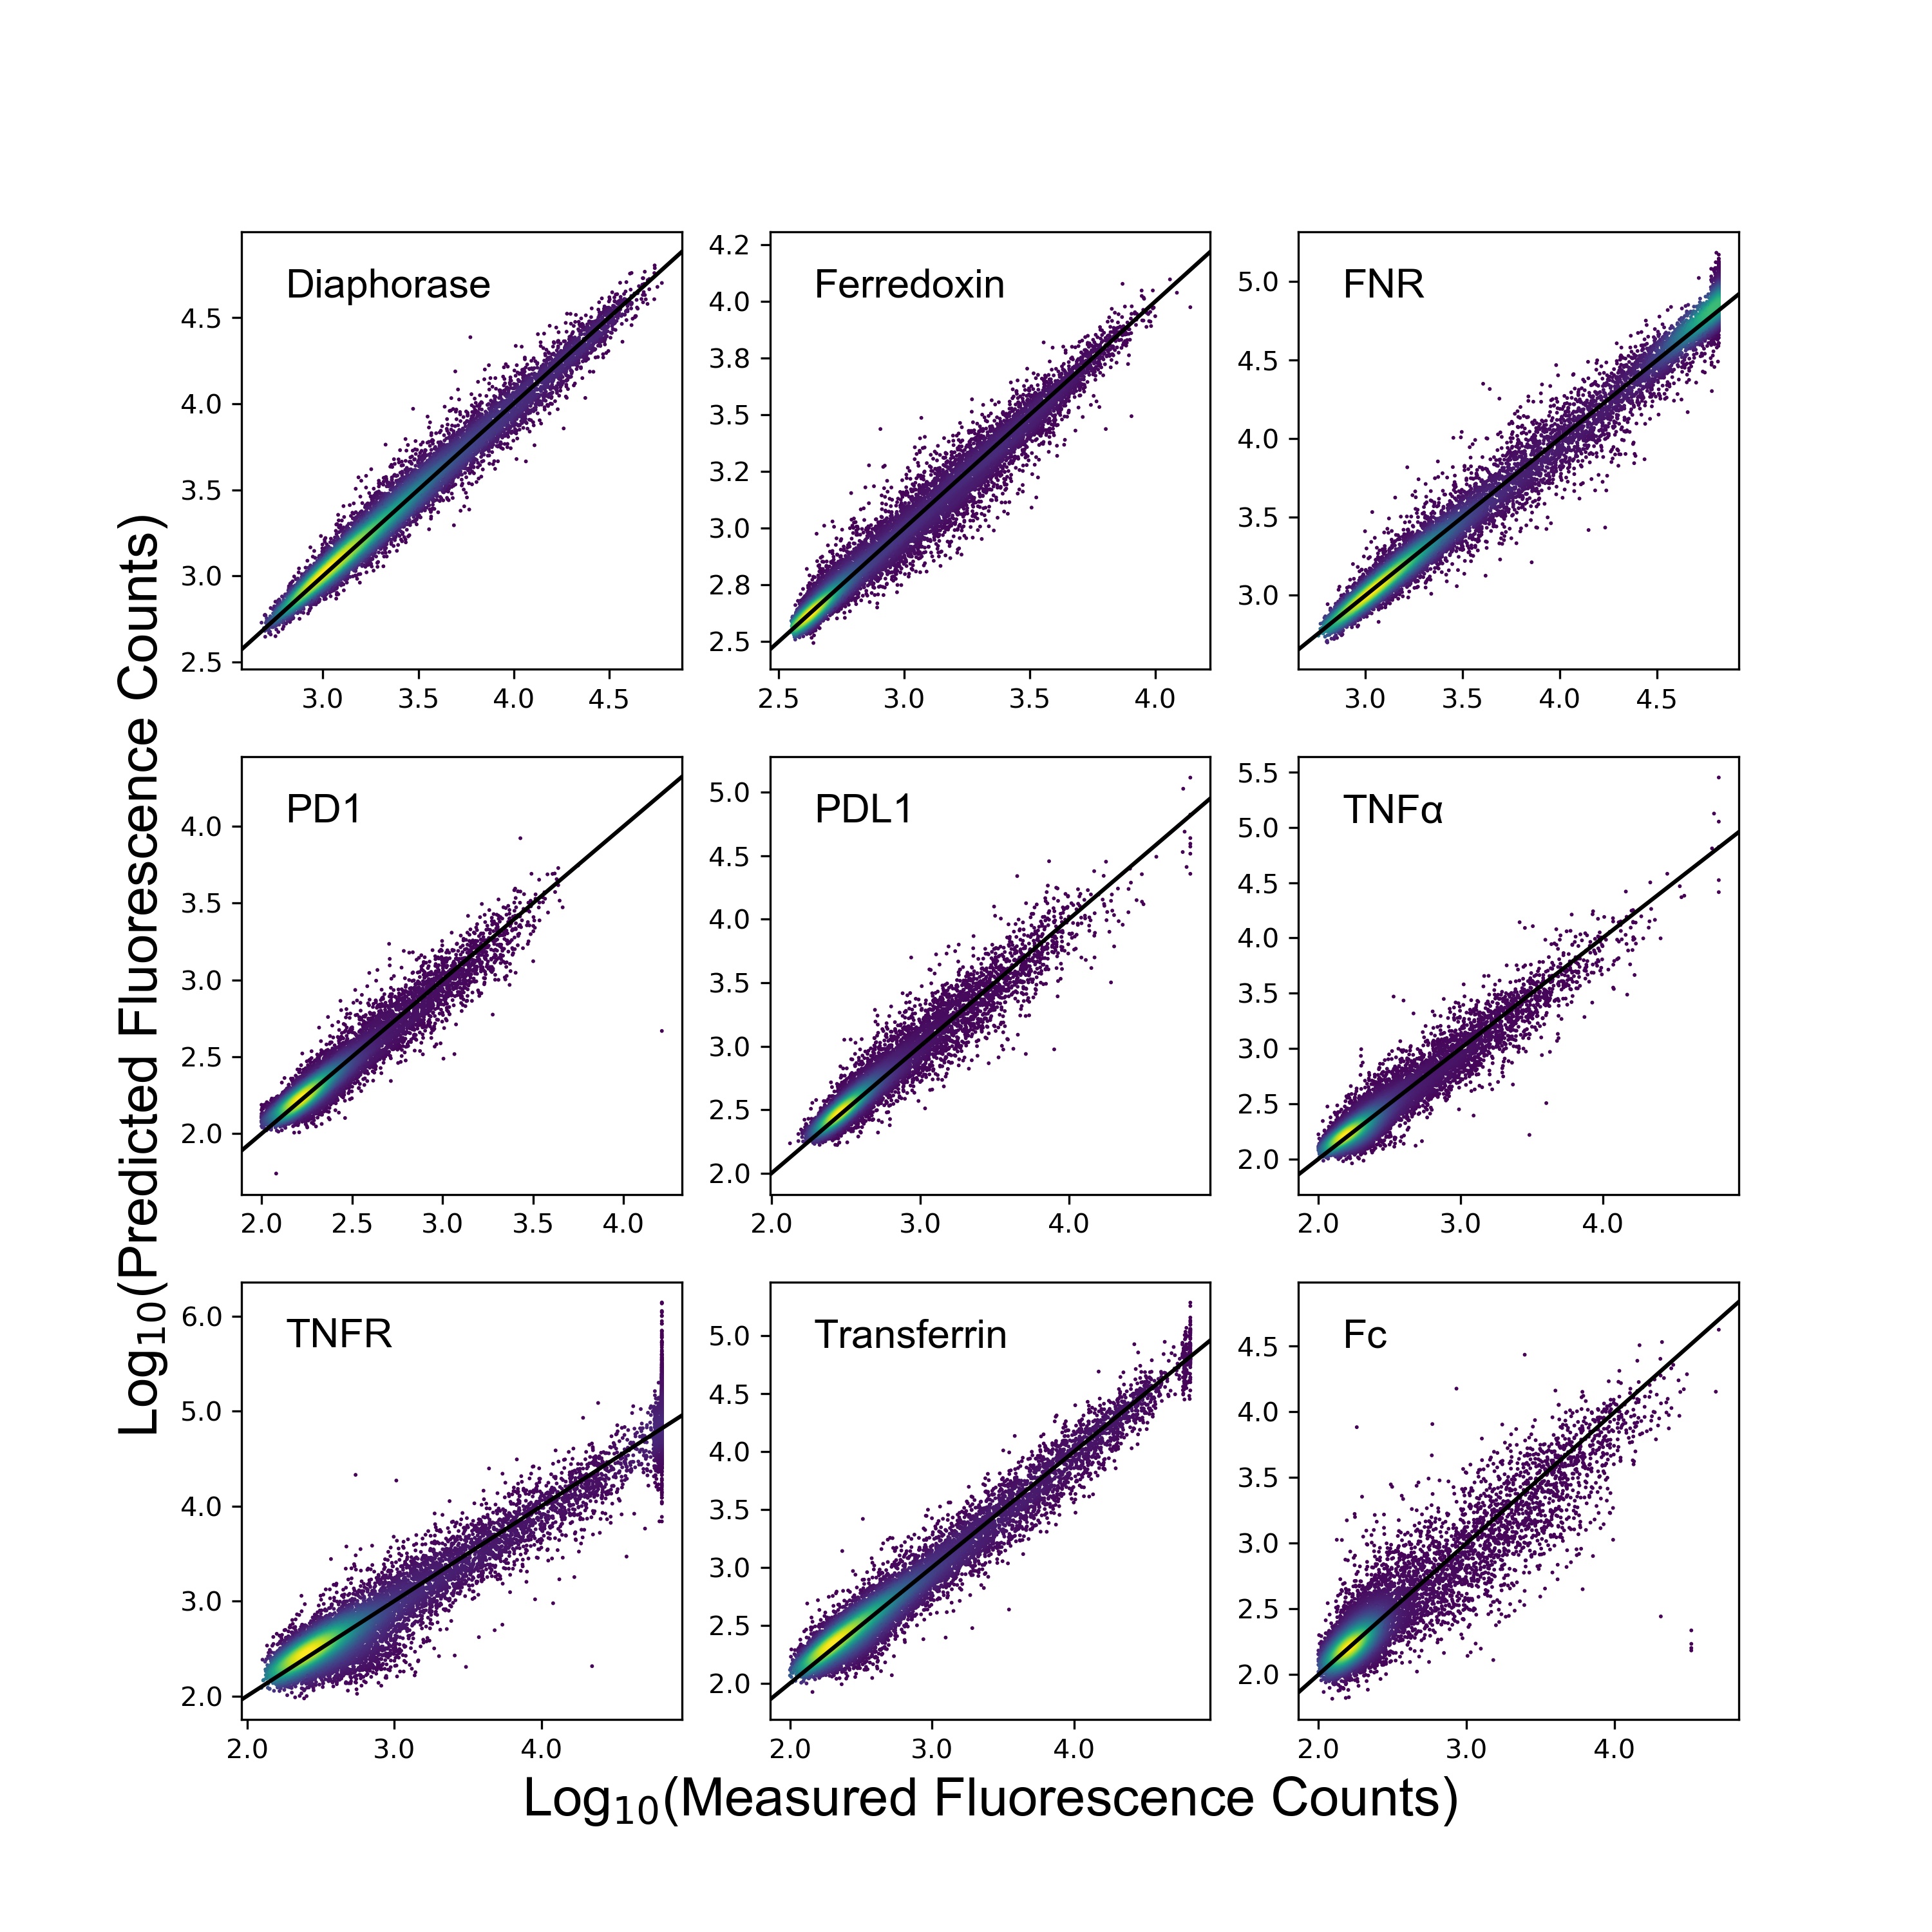 Log₁₀(Predicted Fluorescence Counts)
Diaphorase
4.5
4.0
3.5
3.0
2.5
3.0 3.5 4.0 4.5
Ferredoxin
4.2
4.0
3.8
3.5
3.2
3.0
2.8
2.5
2.5 3.0 3.5 4.0
FNR
5.0
4.5
4.0
3.5
3.0
3.0 3.5 4.0 4.5
PD1
4.0
3.5
3.0
2.5
2.0
2.0 2.5 3.0 3.5 4.0
PDL1
5.0
4.5
4.0
3.5
3.0
2.5
2.0
2.0 3.0 4.0
TNFα
5.5
5.0
4.5
4.0
3.5
3.0
2.5
2.0
2.0 3.0 4.0
TNFR
6.0
5.0
4.0
3.0
2.0
2.0 3.0 4.0
Transferrin
5.0
4.5
4.0
3.5
3.0
2.5
2.0
2.0 3.0 4.0
Fc
4.5
4.0
3.5
3.0
2.5
2.0
2.0 3.0 4.0
Log₁₀(Measured Fluorescence Counts)